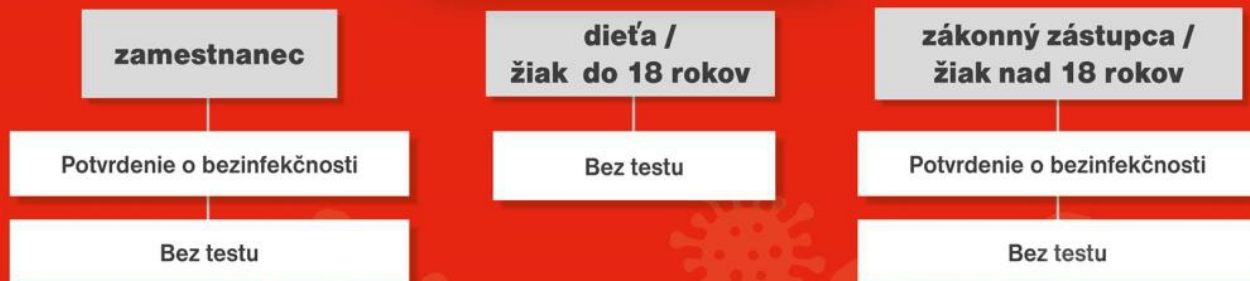 zamestnanec
Potvrdenie o bezinfekčnosti
Bez testu
dieťa /
žiak do 18 rokov
Bez testu
zákonný zástupca /
žiak nad 18 rokov
Potvrdenie o bezinfekčnosti
Bez testu